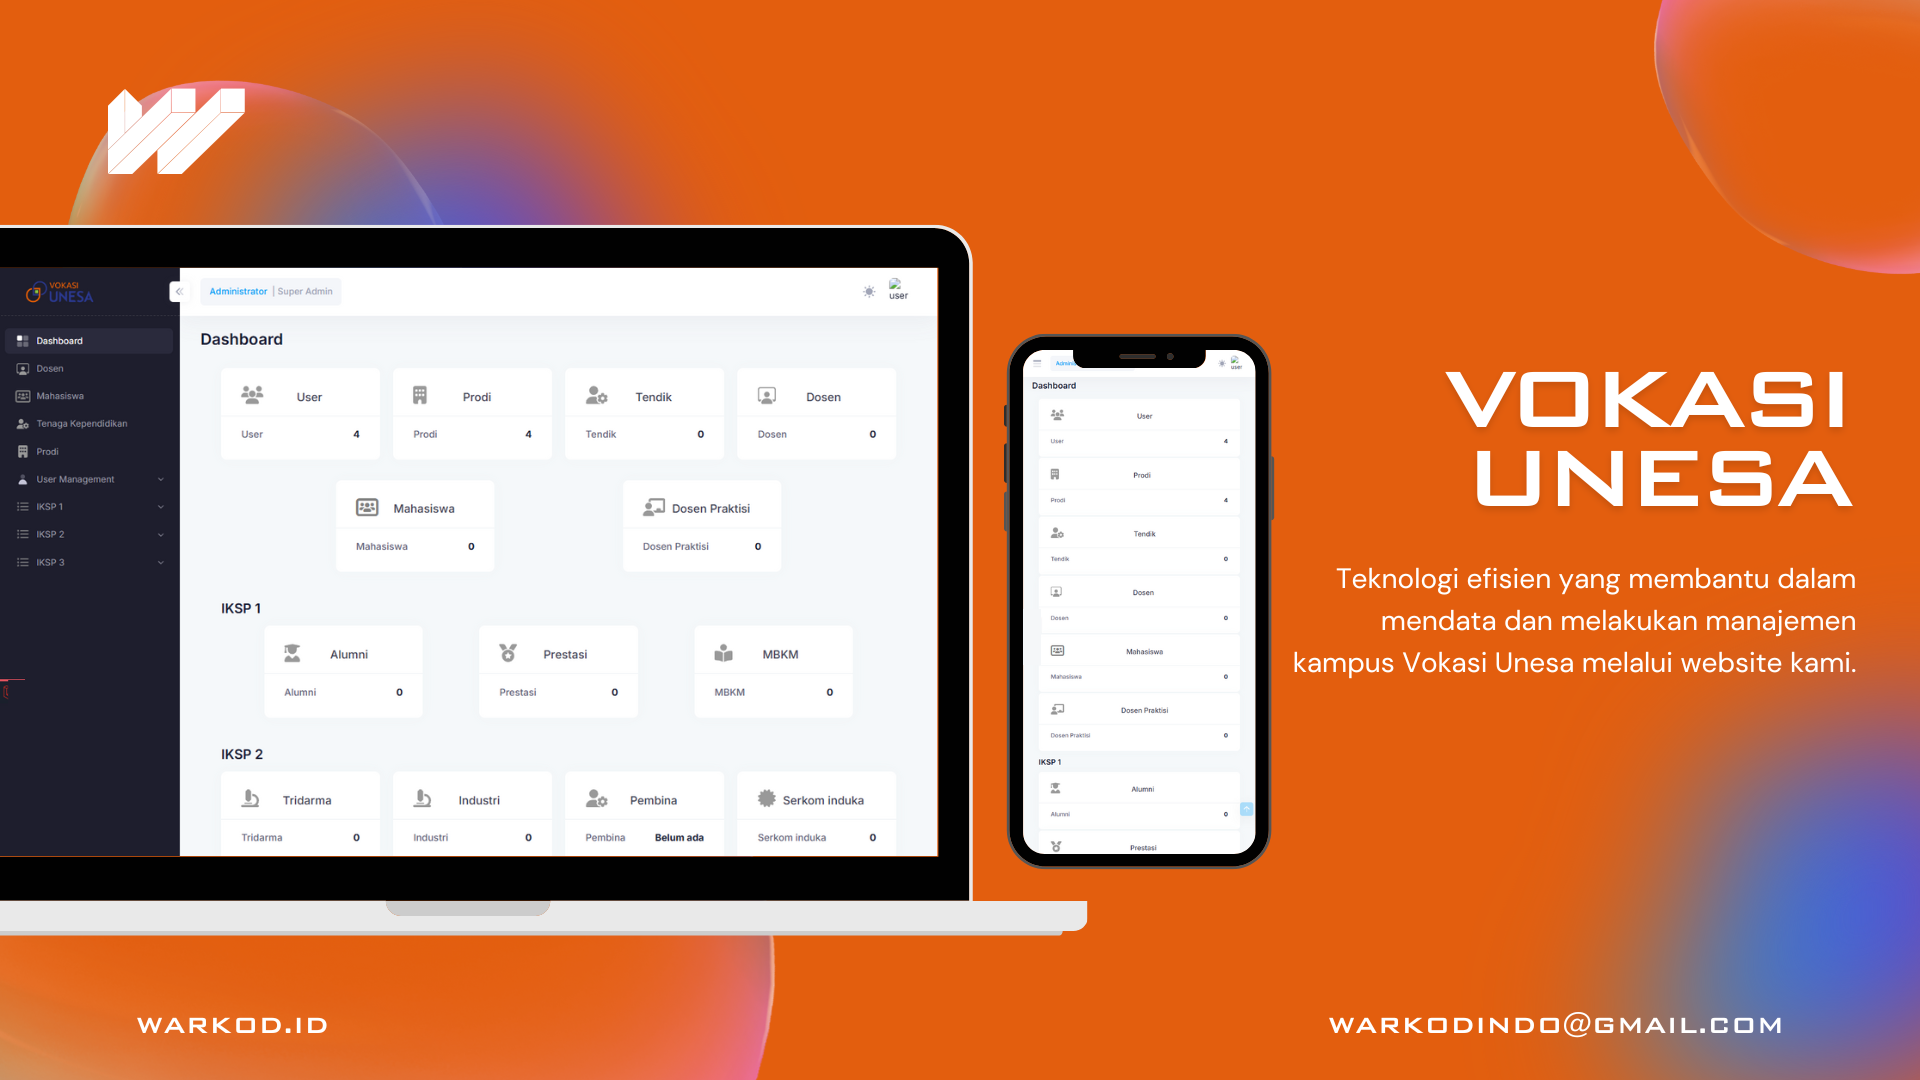 VOKASI
UNESA
Administrator | Super Admin
user
Dashboard
Dosen
Mahasiswa
Tenaga Kependidikan
Prodi
User Management
IKSP 1
IKSP 2
IKSP 3
Dashboard
User
User 4
Prodi
Prodi 4
Tendik
Tendik 0
Dosen
Dosen 0
Mahasiswa
Mahasiswa 0
Dosen Praktisi
Dosen Praktisi 0
IKSP 1
Alumni
Alumni 0
Prestasi
Prestasi 0
MBKM
MBKM 0
IKSP 2
Tridarma
Tridarma 0
Industri
Industri 0
Pembina
Pembina Belum ada
Serkom induka
Serkom induka 0
user
Dashboard
User
User 4
Prodi
Prodi 4
Tendik
Tendik 0
Dosen
Dosen 0
Mahasiswa
Mahasiswa 0
Dosen Praktisi
Dosen Praktisi 0
IKSP 1
Alumni
Alumni 0
Prestasi
VOKASI
UNESA
Teknologi efisien yang membantu dalam
mendata dan melakukan manajemen
kampus Vokasi Unesa melalui website kami.
WARKOD.ID
WARKODINDO@GMAIL.COM